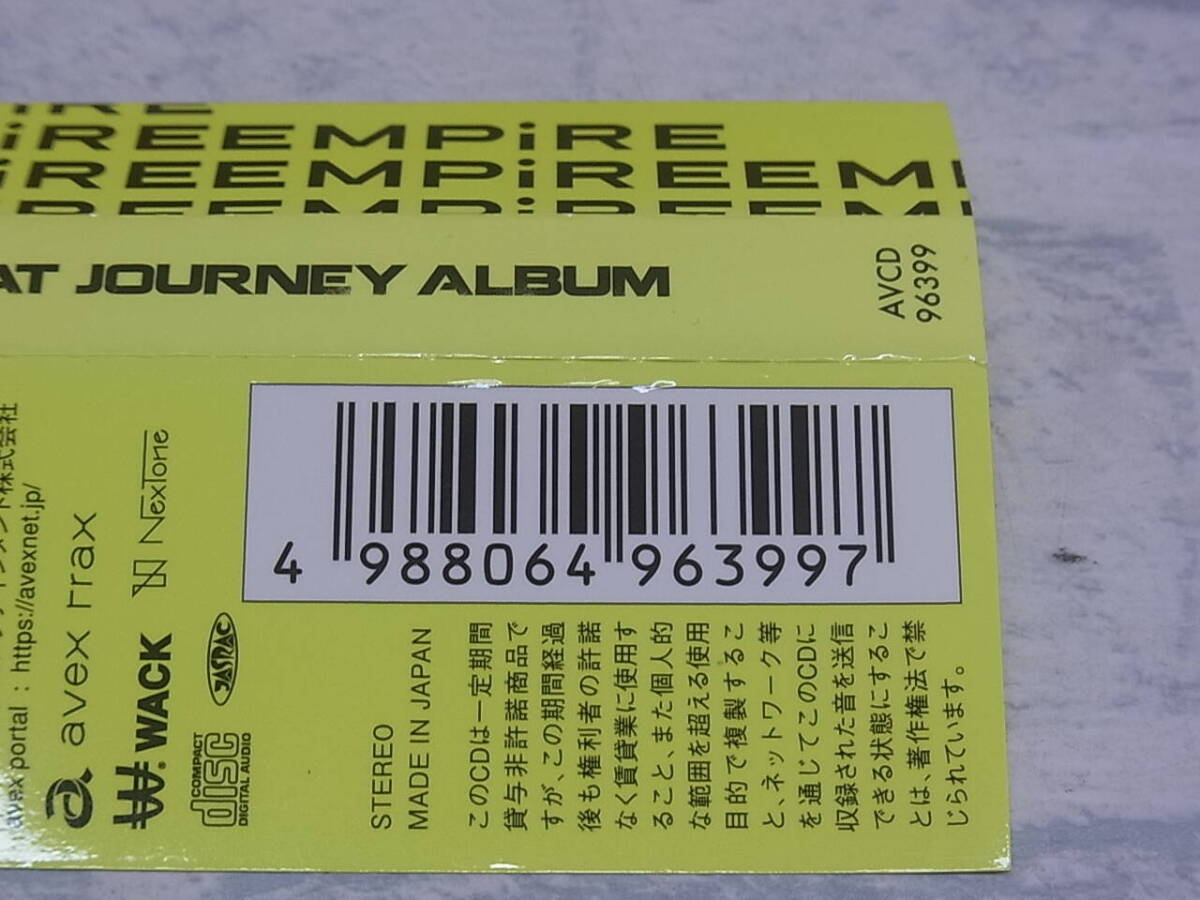 iREEMPiRE
iREEMPiREEM
AT JOURNEY ALBUM
AVCD
96399
4 988064 963997
avex portal : https://avexnet.jp/
avex trax
WACK
NexTone
JASRAC
COMPACT
disc
DIGITAL AUDIO
STEREO
MADE IN JAPAN
このCDは一定期間
貸与非許諾商品で
すが、この期間経過
後も権利者の許諾
なく賃貸業に使用す
ること、また個人的
な範囲を超える使用
目的で複製するこ
と、ネットワーク等
を通じてこのCDに
収録された音を送信
できる状態にするこ
とは、著作権法で禁
じられています。